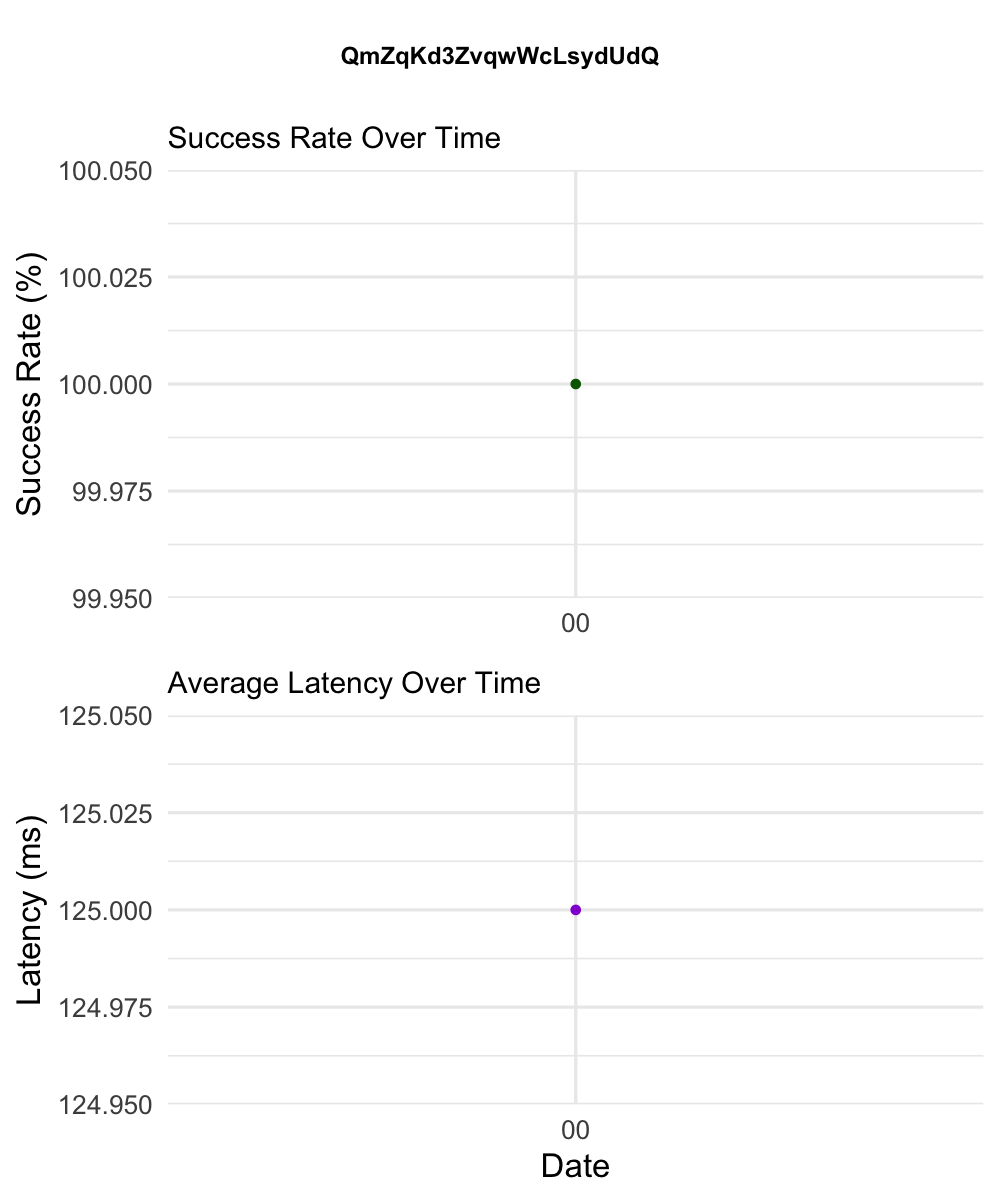 QmZqKd3ZvqwWcLsydUdQ
Success Rate Over Time
100.050
100.025
100.000
99.975
99.950
Success Rate (%)
00
Average Latency Over Time
125.050
125.025
125.000
124.975
124.950
Latency (ms)
00
Date